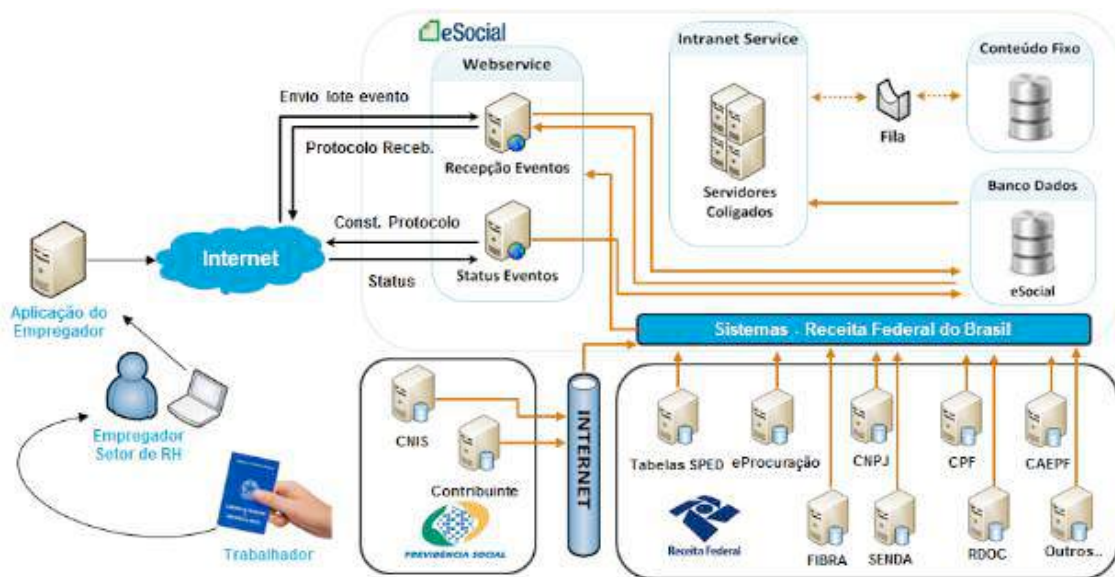 eSocial
Webservice
Intranet Service
Conteúdo Fixo
Envio lote evento
Protocolo Receb.
Recepção Eventos
Fila
Servidores
Coligados
Banco Dados
eSocial
Const. Protocolo
Status Eventos
Status
Internet
Aplicação do
Empregador
Empregador
Setor de RH
Trabalhador
Sistemas - Receita Federal do Brasil
CNIS
Contribuinte
PREVIDÊNCIA SOCIAL
INTERNET
Tabelas SPED
eProcuração
CNPJ
CPF
CAEPF
Receita Federal
FIBRA
SENDA
RDOC
Outros..